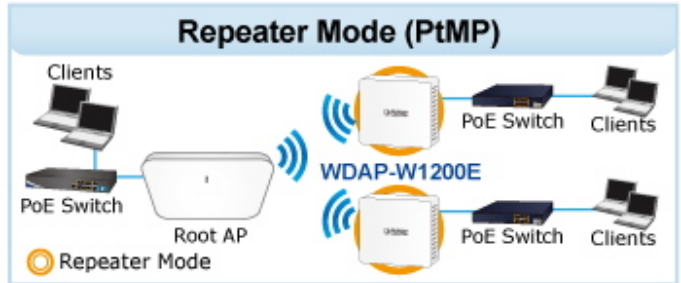 Repeater Mode (PtMP)
Clients
PoE Switch
Root AP
WDAP-W1200E
PoE Switch
Clients
PoE Switch
Clients
Repeater Mode